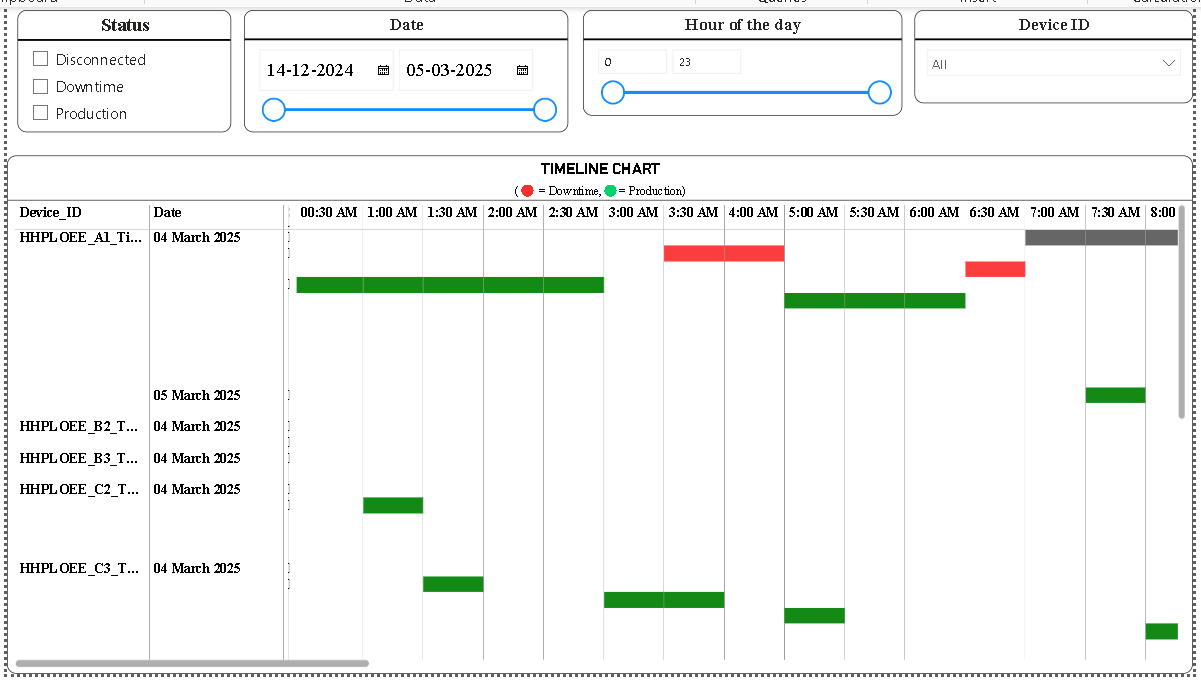 Status
Disconnected
Downtime
Production
Date
14-12-2024 05-03-2025
Hour of the day
0 23
Device ID
All
TIMELINE CHART
( = Downtime, = Production)
Device_ID Date 00:30 AM 1:00 AM 1:30 AM 2:00 AM 2:30 AM 3:00 AM 3:30 AM 4:00 AM 5:00 AM 5:30 AM 6:00 AM 6:30 AM 7:00 AM 7:30 AM 8:00
HHPLOEE_A1_Ti... 04 March 2025
05 March 2025
HHPLOEE_B2_T... 04 March 2025
HHPLOEE_B3_T... 04 March 2025
HHPLOEE_C2_T... 04 March 2025
HHPLOEE_C3_T... 04 March 2025